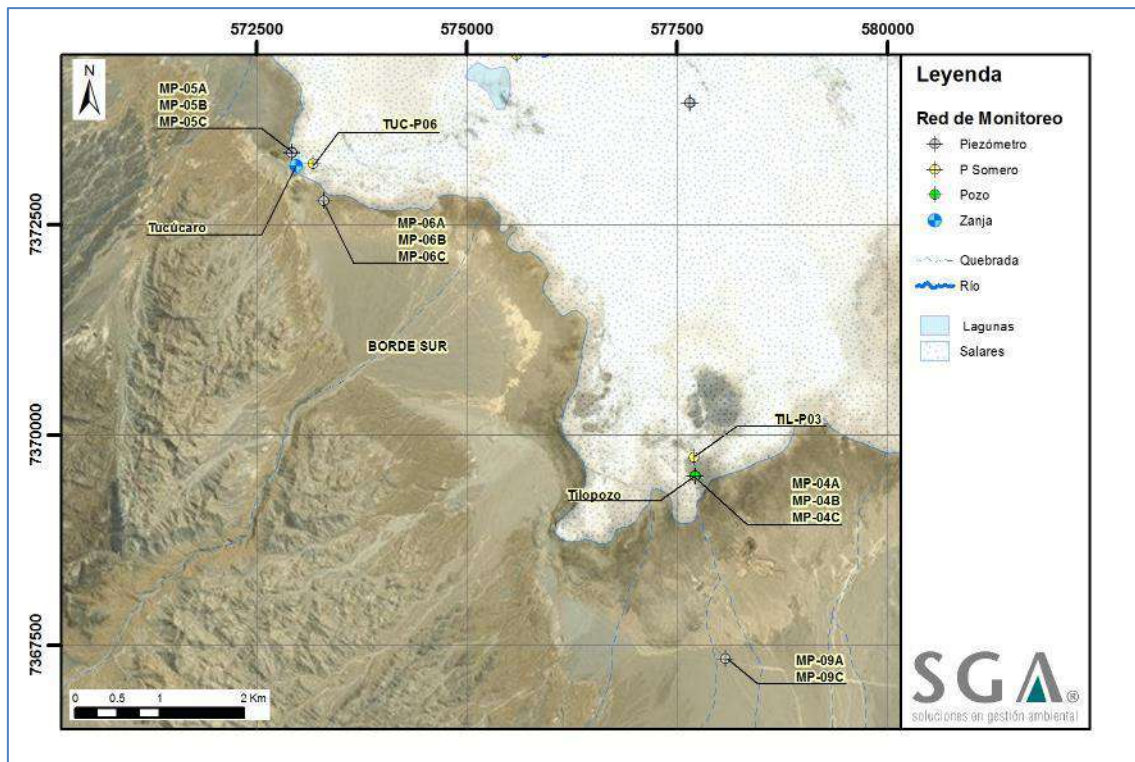 572500
575000
577500
580000
N
MP-05A
MP-05B
MP-05C
TUC-P06
Tucúcaro
MP-06A
MP-06B
MP-06C
BORDE SUR
TIL-P03
Tilopozo
MP-04A
MP-04B
MP-04C
MP-09A
MP-09C
7372500
7370000
7367500
0 0.5 1 2 Km
Leyenda
Red de Monitoreo
Piezómetro
P Somero
Pozo
Zanja
Quebrada
Río
Lagunas
Salares
SGA®
soluciones en gestión ambiental